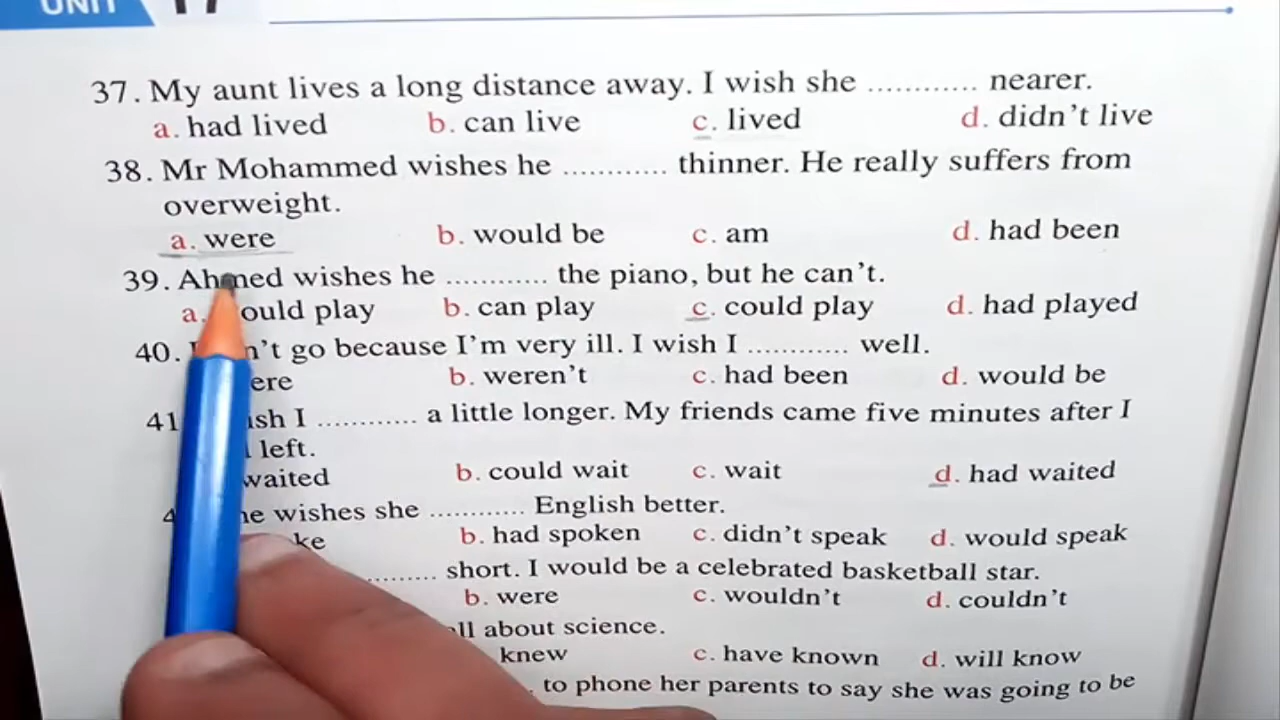 UNIT 17
37. My aunt lives a long distance away. I wish she ............ nearer.
a. had lived b. can live c. lived d. didn't live
38. Mr Mohammed wishes he ............ thinner. He really suffers from
overweight.
a. were b. would be c. am d. had been
39. Ahmed wishes he ............ the piano, but he can't.
a. ould play b. can play c. could play d. had played
40. n't go because I'm very ill. I wish I ............ well.
ere b. weren't c. had been d. would be
41 ish I ............ a little longer. My friends came five minutes after I
left.
waited b. could wait c. wait d. had waited
4 he wishes she ............ English better.
ke b. had spoken c. didn't speak d. would speak
......... short. I would be a celebrated basketball star.
b. were c. wouldn't d. couldn't
all about science.
knew c. have known d. will know
to phone her parents to say she was going to be